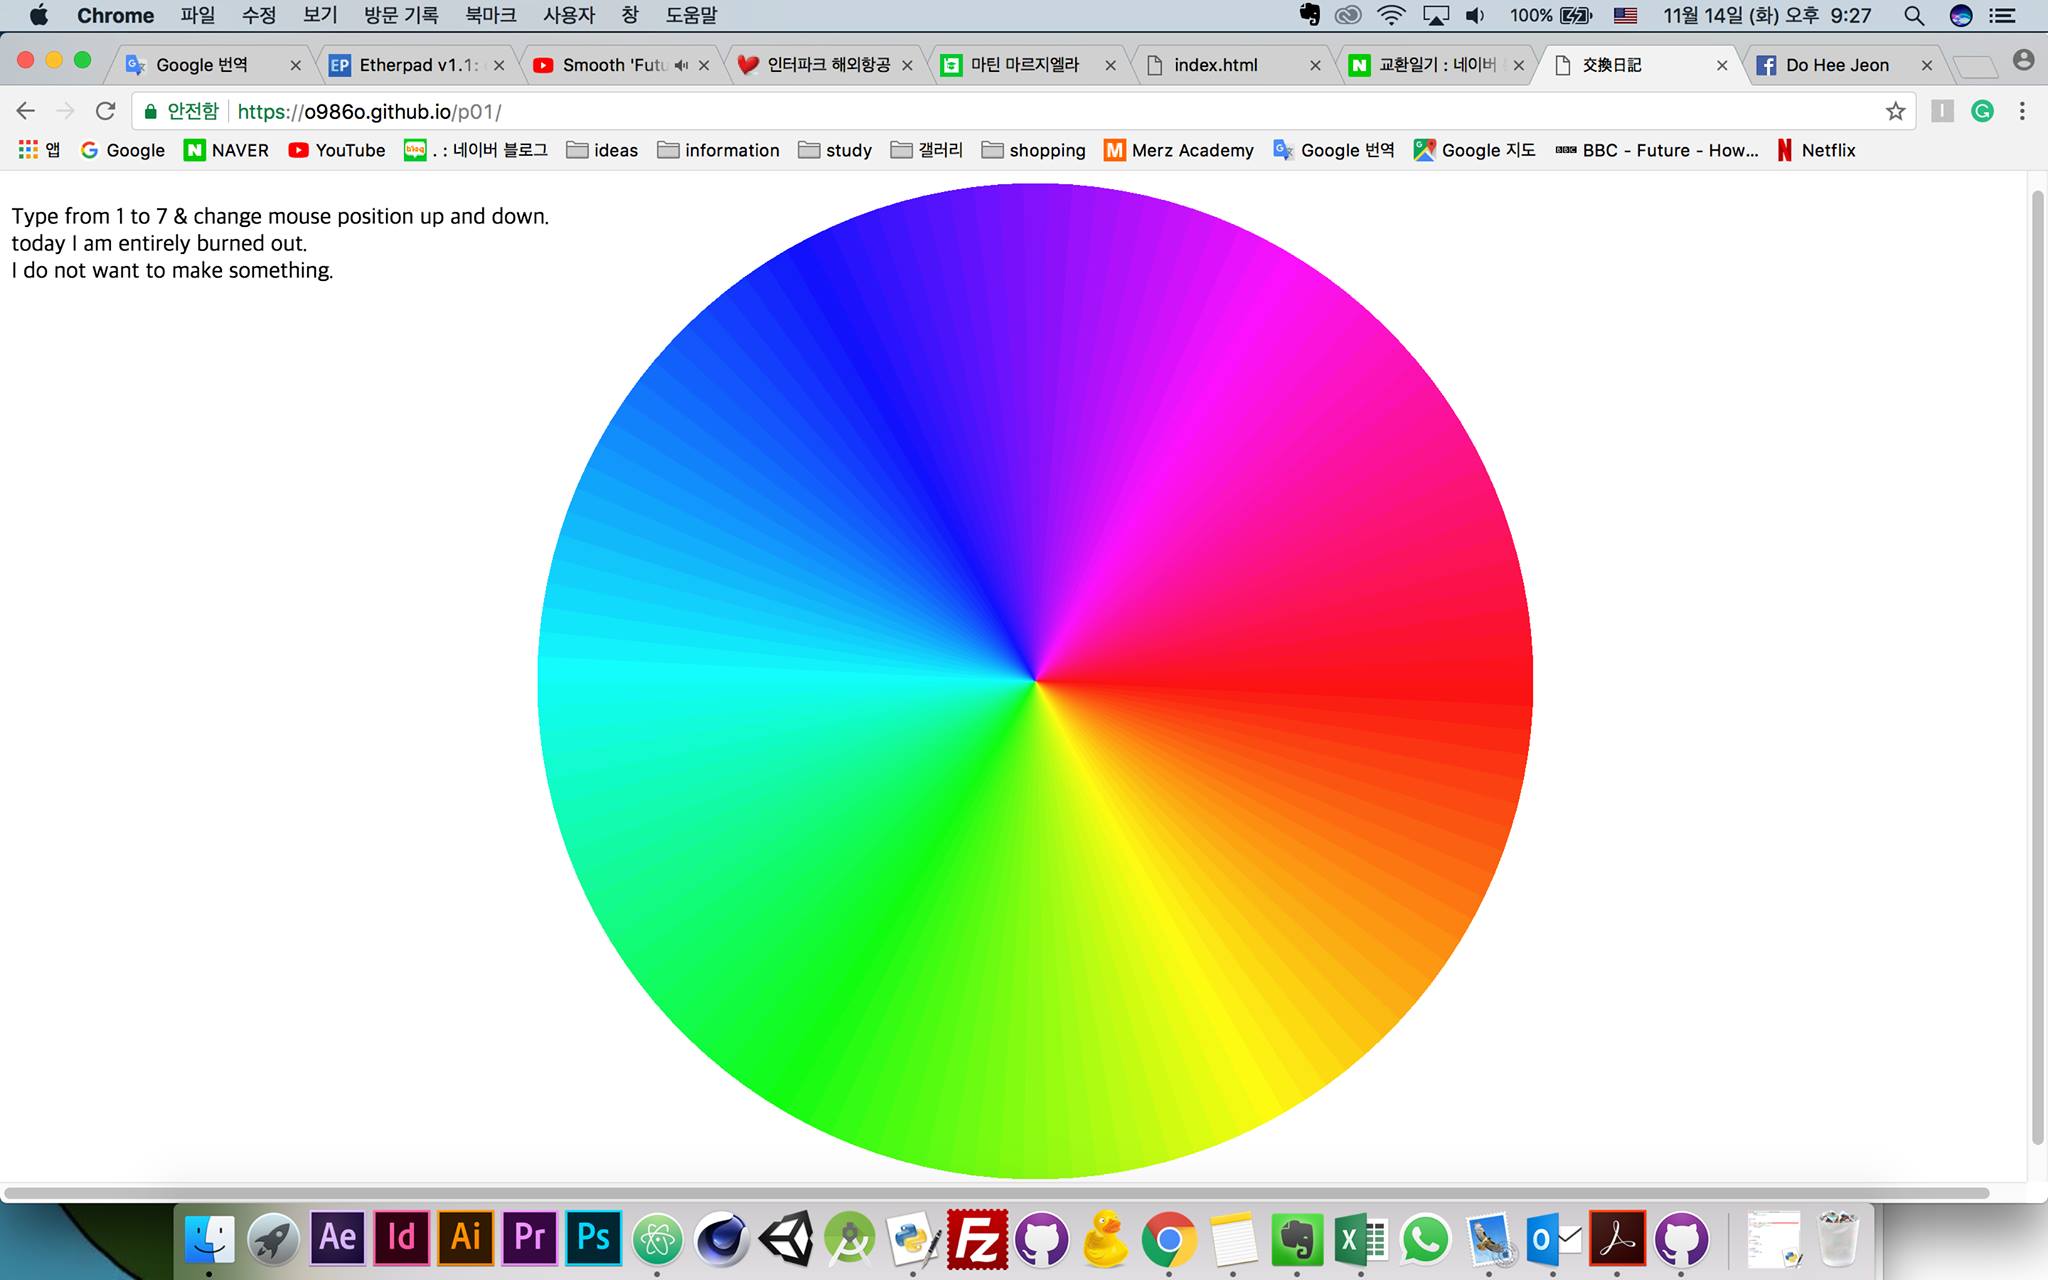 Chrome 파일 수정 보기 방문 기록 북마크 사용자 창 도움말 100% 11월 14일 (화) 오후 9:27
Google 번역 EP Etherpad v1.1: Smooth 'Futu 인터파크 해외항공 마틴 마르지엘라 index.html N 교환일기 : 네이버 交換日記 Do Hee Jeon
안전함 https://o986o.github.io/p01/
앱 Google NAVER YouTube blog . : 네이버 블로그 ideas information study 갤러리 shopping M Merz Academy Google 번역 Google 지도 BBC BBC - Future - How... Netflix
Type from 1 to 7 & change mouse position up and down.
today I am entirely burned out.
I do not want to make something.
Ae Id Ai Pr Ps Fz